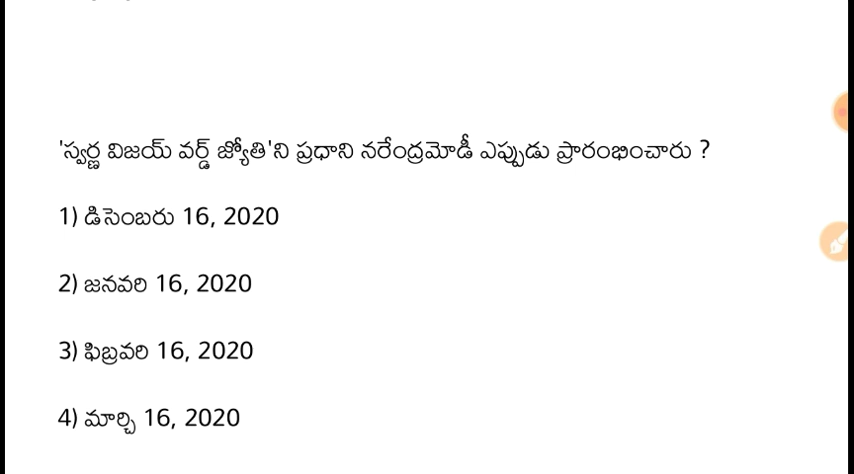 'స్వర్ణ విజయ్ వర్డ్ జ్యోతి'ని ప్రధాని నరేంద్రమోడీ ఎప్పుడు ప్రారంభించారు ?
1) డిసెంబరు 16, 2020
2) జనవరి 16, 2020
3) ఫిబ్రవరి 16, 2020
4) మార్చి 16, 2020